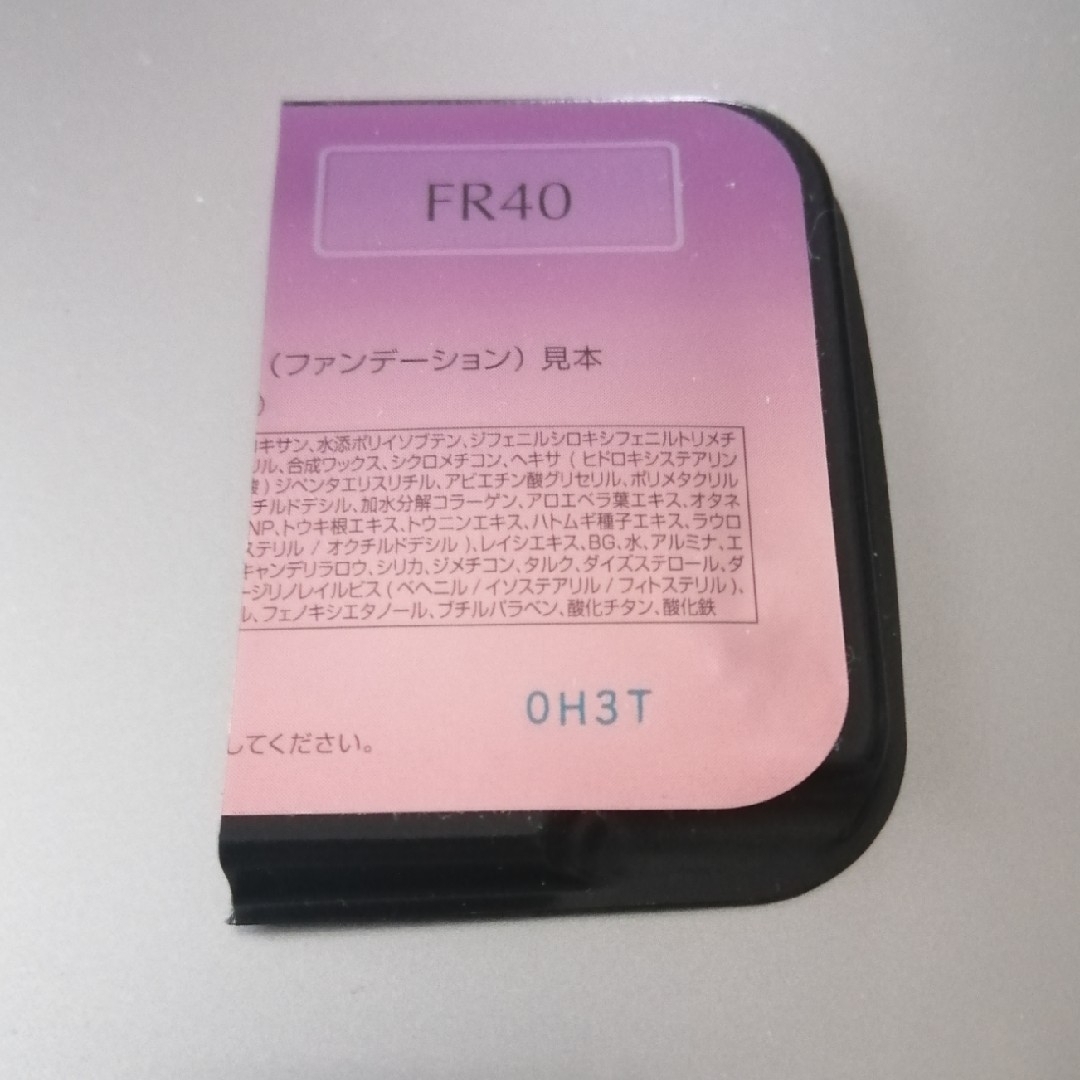 FR40
（ファンデーション）見本
)
キサン、水添ポリイソブテン、ジフェニルシロキシフェニルトリメチ
リル、合成ワックス、シクロメチコン、ヘキサ ( ヒドロキシステアリン
酸 ) ジペンタエリスリチル、アビエチン酸グリセリル、ポリメタクリル
チルドデシル、加水分解コラーゲン、アロエベラ葉エキス、オタネ
NP、トウキ根エキス、トウニンエキス、ハトムギ種子エキス、ラウロ
ステリル / オクチルドデシル )、レイシエキス、BG、水、アルミナ、エ
キャンデリラロウ、シリカ、ジメチコン、タルク、ダイズステロール、ダ
ージリノレイルビス ( ベヘニル / イソステアリル / フィトステリル )、
ル、フェノキシエタノール、ブチルパラベン、酸化チタン、酸化鉄
0H3T
してください。